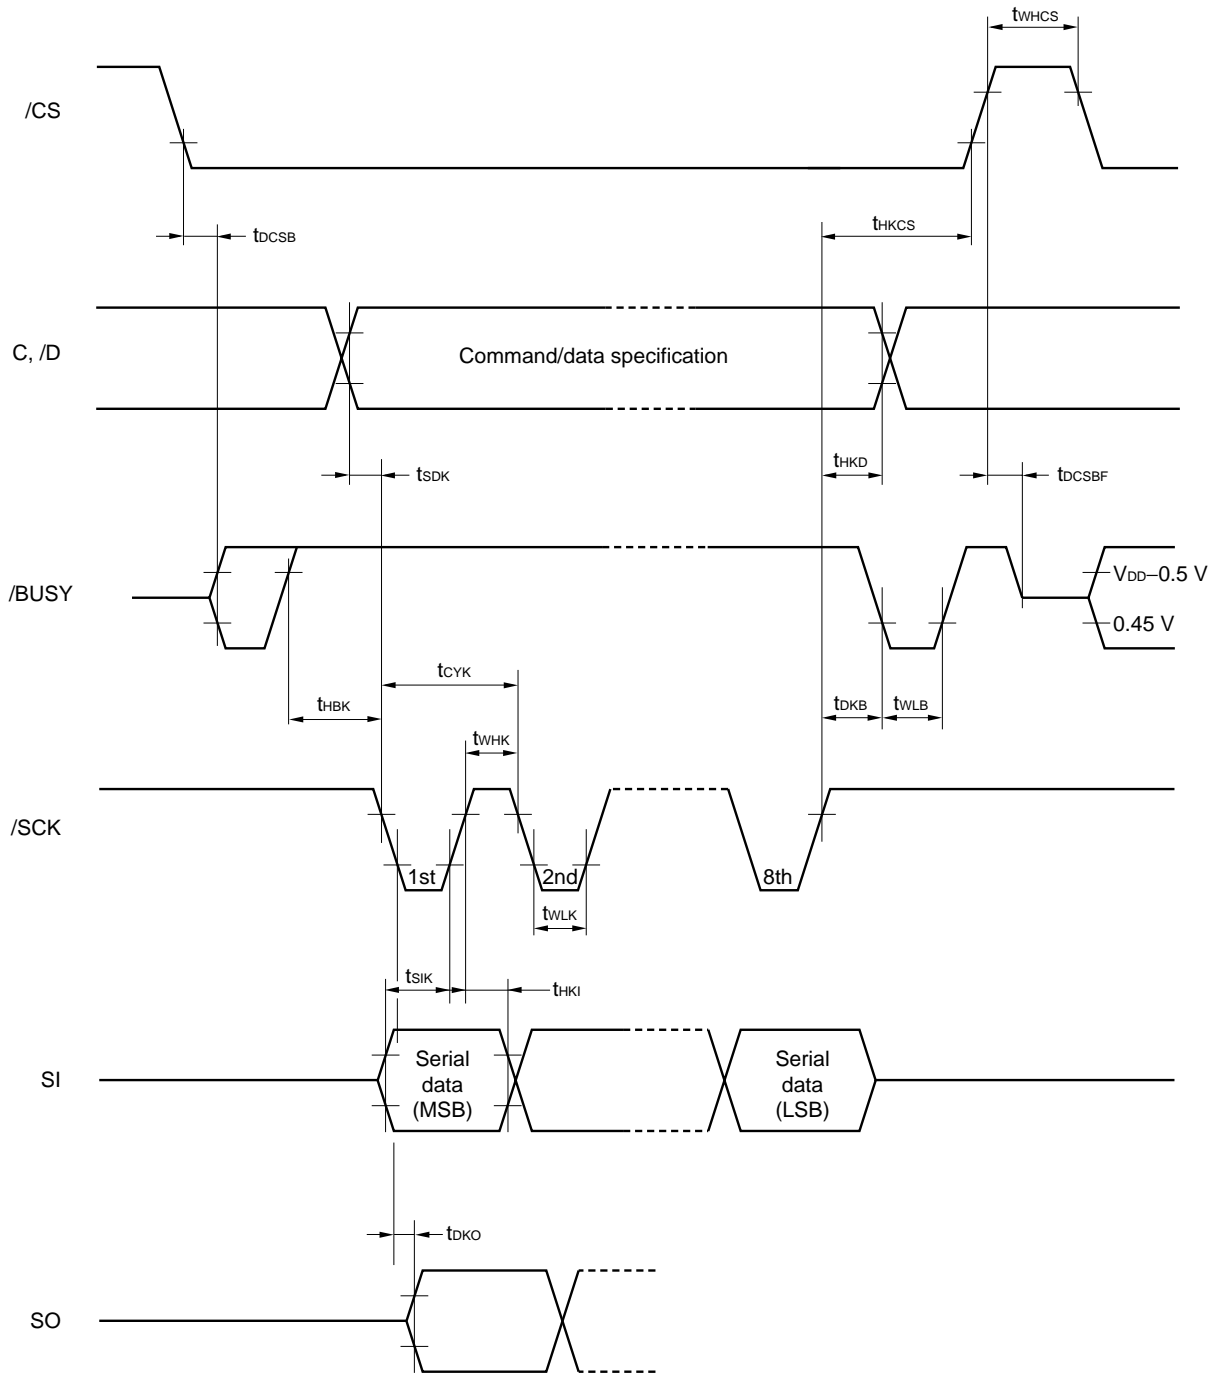 tWHCS
/CS
tDCSB
tHKCS
C, /D
Command/data specification
tSDK
tHKD
tDCSBF
/BUSY
VDD–0.5 V
0.45 V
tCYK
tHBK
tDKB
tWLB
tWHK
/SCK
1st
2nd
8th
tWLK
tSIK
tHKI
SI
Serial
data
(MSB)
Serial
data
(LSB)
tDKO
SO